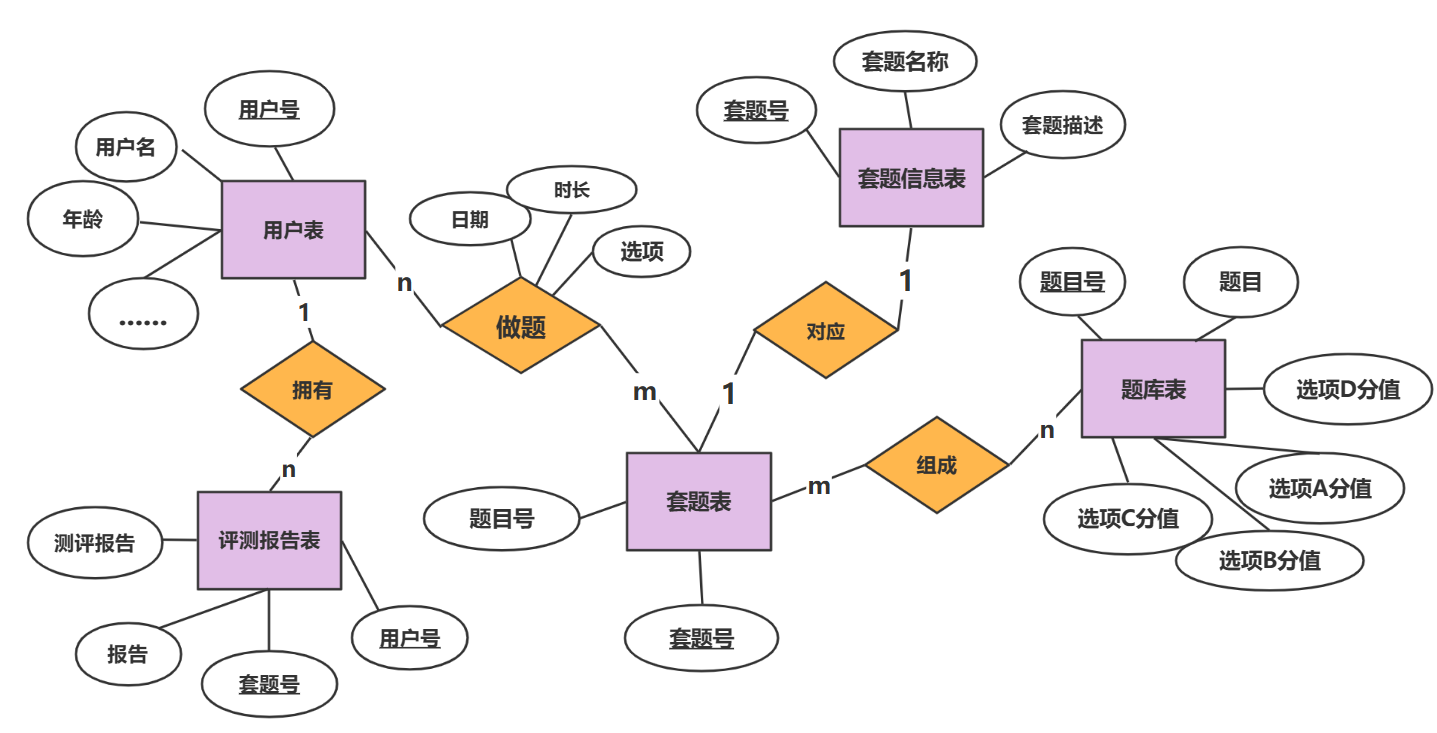 套题名称
套题号
套题描述
套题信息表
用户号
用户名
年龄
……
用户表
时长
日期
选项
n
做题
m
1
对应
1
1
拥有
n
题目号
题目
题库表
选项D分值
选项A分值
选项C分值
选项B分值
n
组成
m
套题表
题目号
套题号
评测报告表
测评报告
报告
套题号
用户号